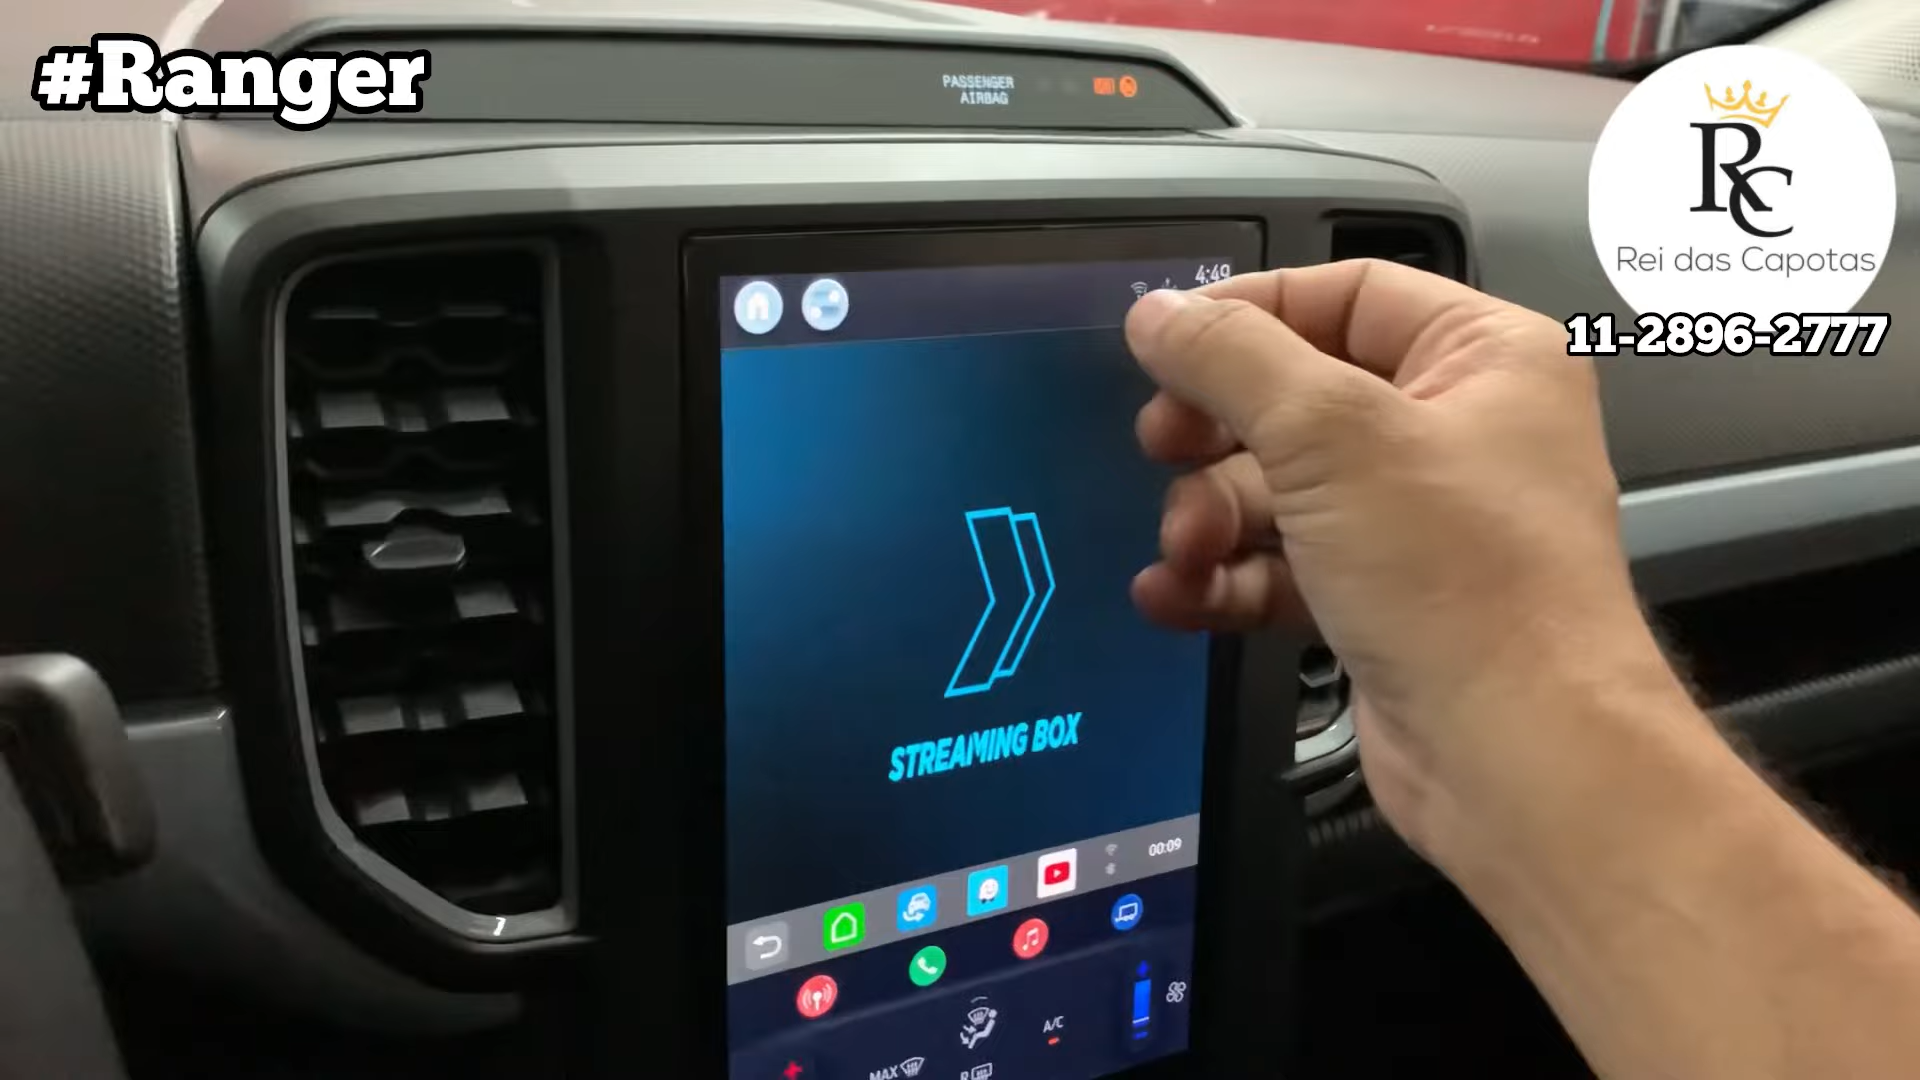 #Ranger
PASSENGER
AIRBAG
RC
Rei das Capotas
11-2896-2777
4:49
STREAMING BOX
00:09
A/C
MAX
R